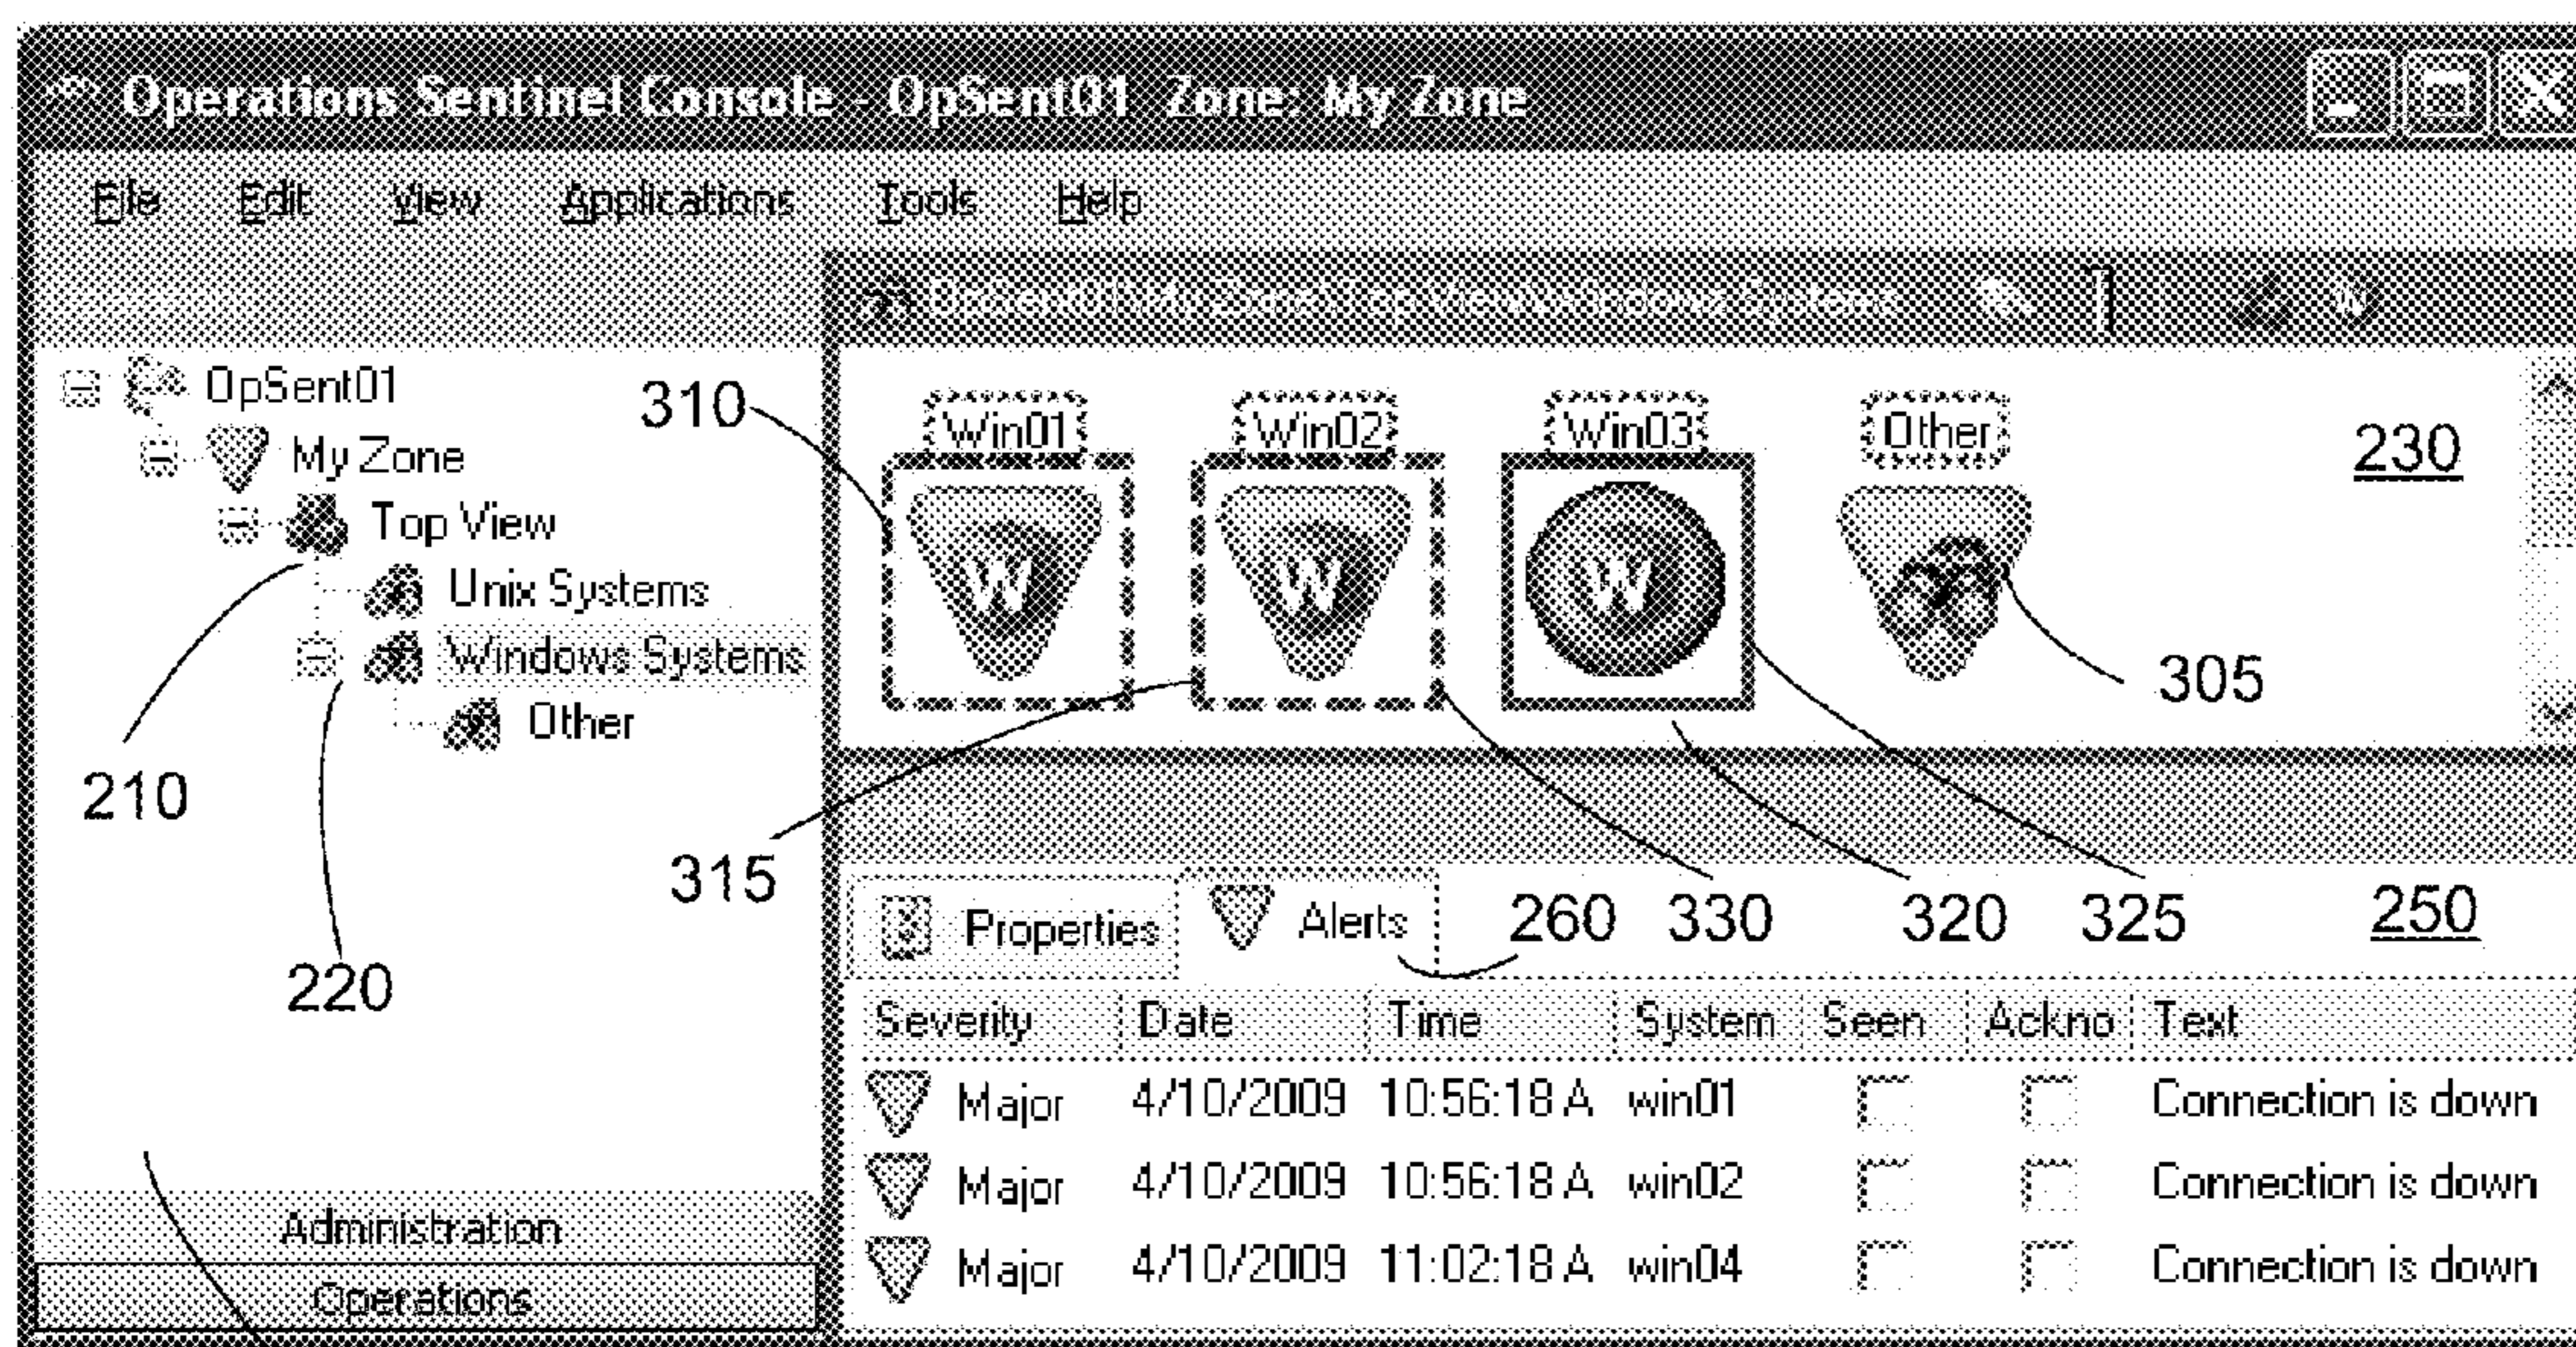 Operations Sentinel Console - OpSent01 Zone: My Zone
File Edit View Applications Tools Help
OpSent01
My Zone
Top View
Unix Systems
Windows Systems
Other
210
220
Administration
Operations
310
Win01 Win02 Win03 Other
W W W
230
305
315
Properties Alerts
260 330 320 325 250
Severity Date Time System Seen Ackno Text
Major 4/10/2009 10:56:18 A win01 Connection is down
Major 4/10/2009 10:56:18 A win02 Connection is down
Major 4/10/2009 11:02:18 A win04 Connection is down